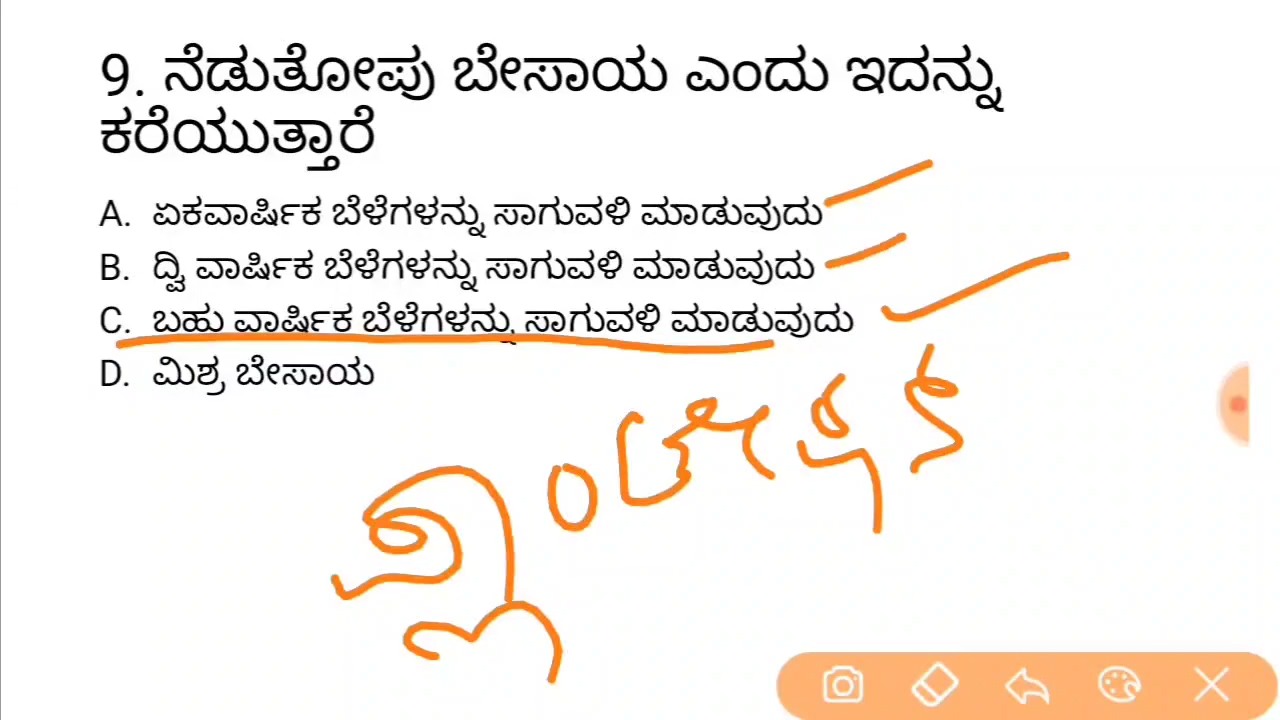 9. ನೆಡುತೋಪು ಬೇಸಾಯ ಎಂದು ಇದನ್ನು
ಕರೆಯುತ್ತಾರೆ
A. ಏಕವಾರ್ಷಿಕ ಬೆಳೆಗಳನ್ನು ಸಾಗುವಳಿ ಮಾಡುವುದು
B. ದ್ವಿ ವಾರ್ಷಿಕ ಬೆಳೆಗಳನ್ನು ಸಾಗುವಳಿ ಮಾಡುವುದು
C. ಬಹು ವಾರ್ಷಿಕ ಬೆಳೆಗಳನ್ನು ಸಾಗುವಳಿ ಮಾಡುವುದು
D. ಮಿಶ್ರ ಬೇಸಾಯ